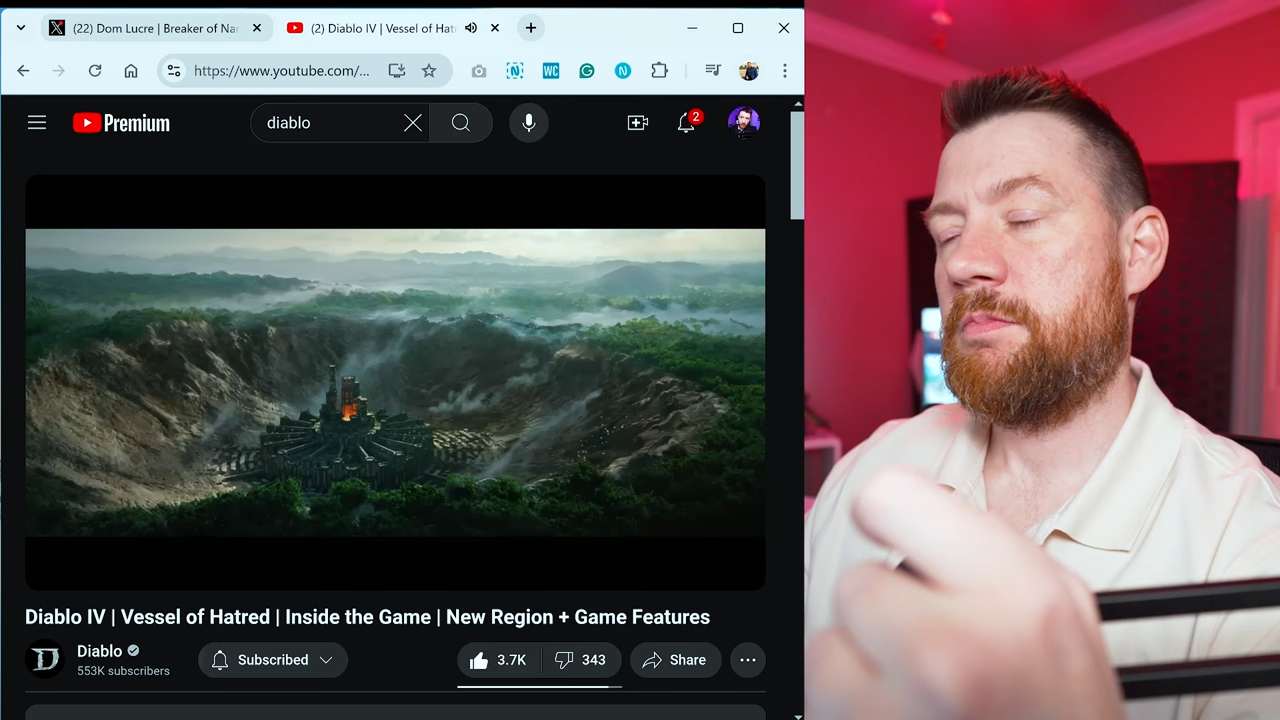 (22) Dom Lucre | Breaker of Nar
(2) Diablo IV | Vessel of Hat
https://www.youtube.com/...
N
WC
G
N
Premium
diablo
2
Diablo IV | Vessel of Hatred | Inside the Game | New Region + Game Features
Diablo
553K subscribers
Subscribed
3.7K
343
Share